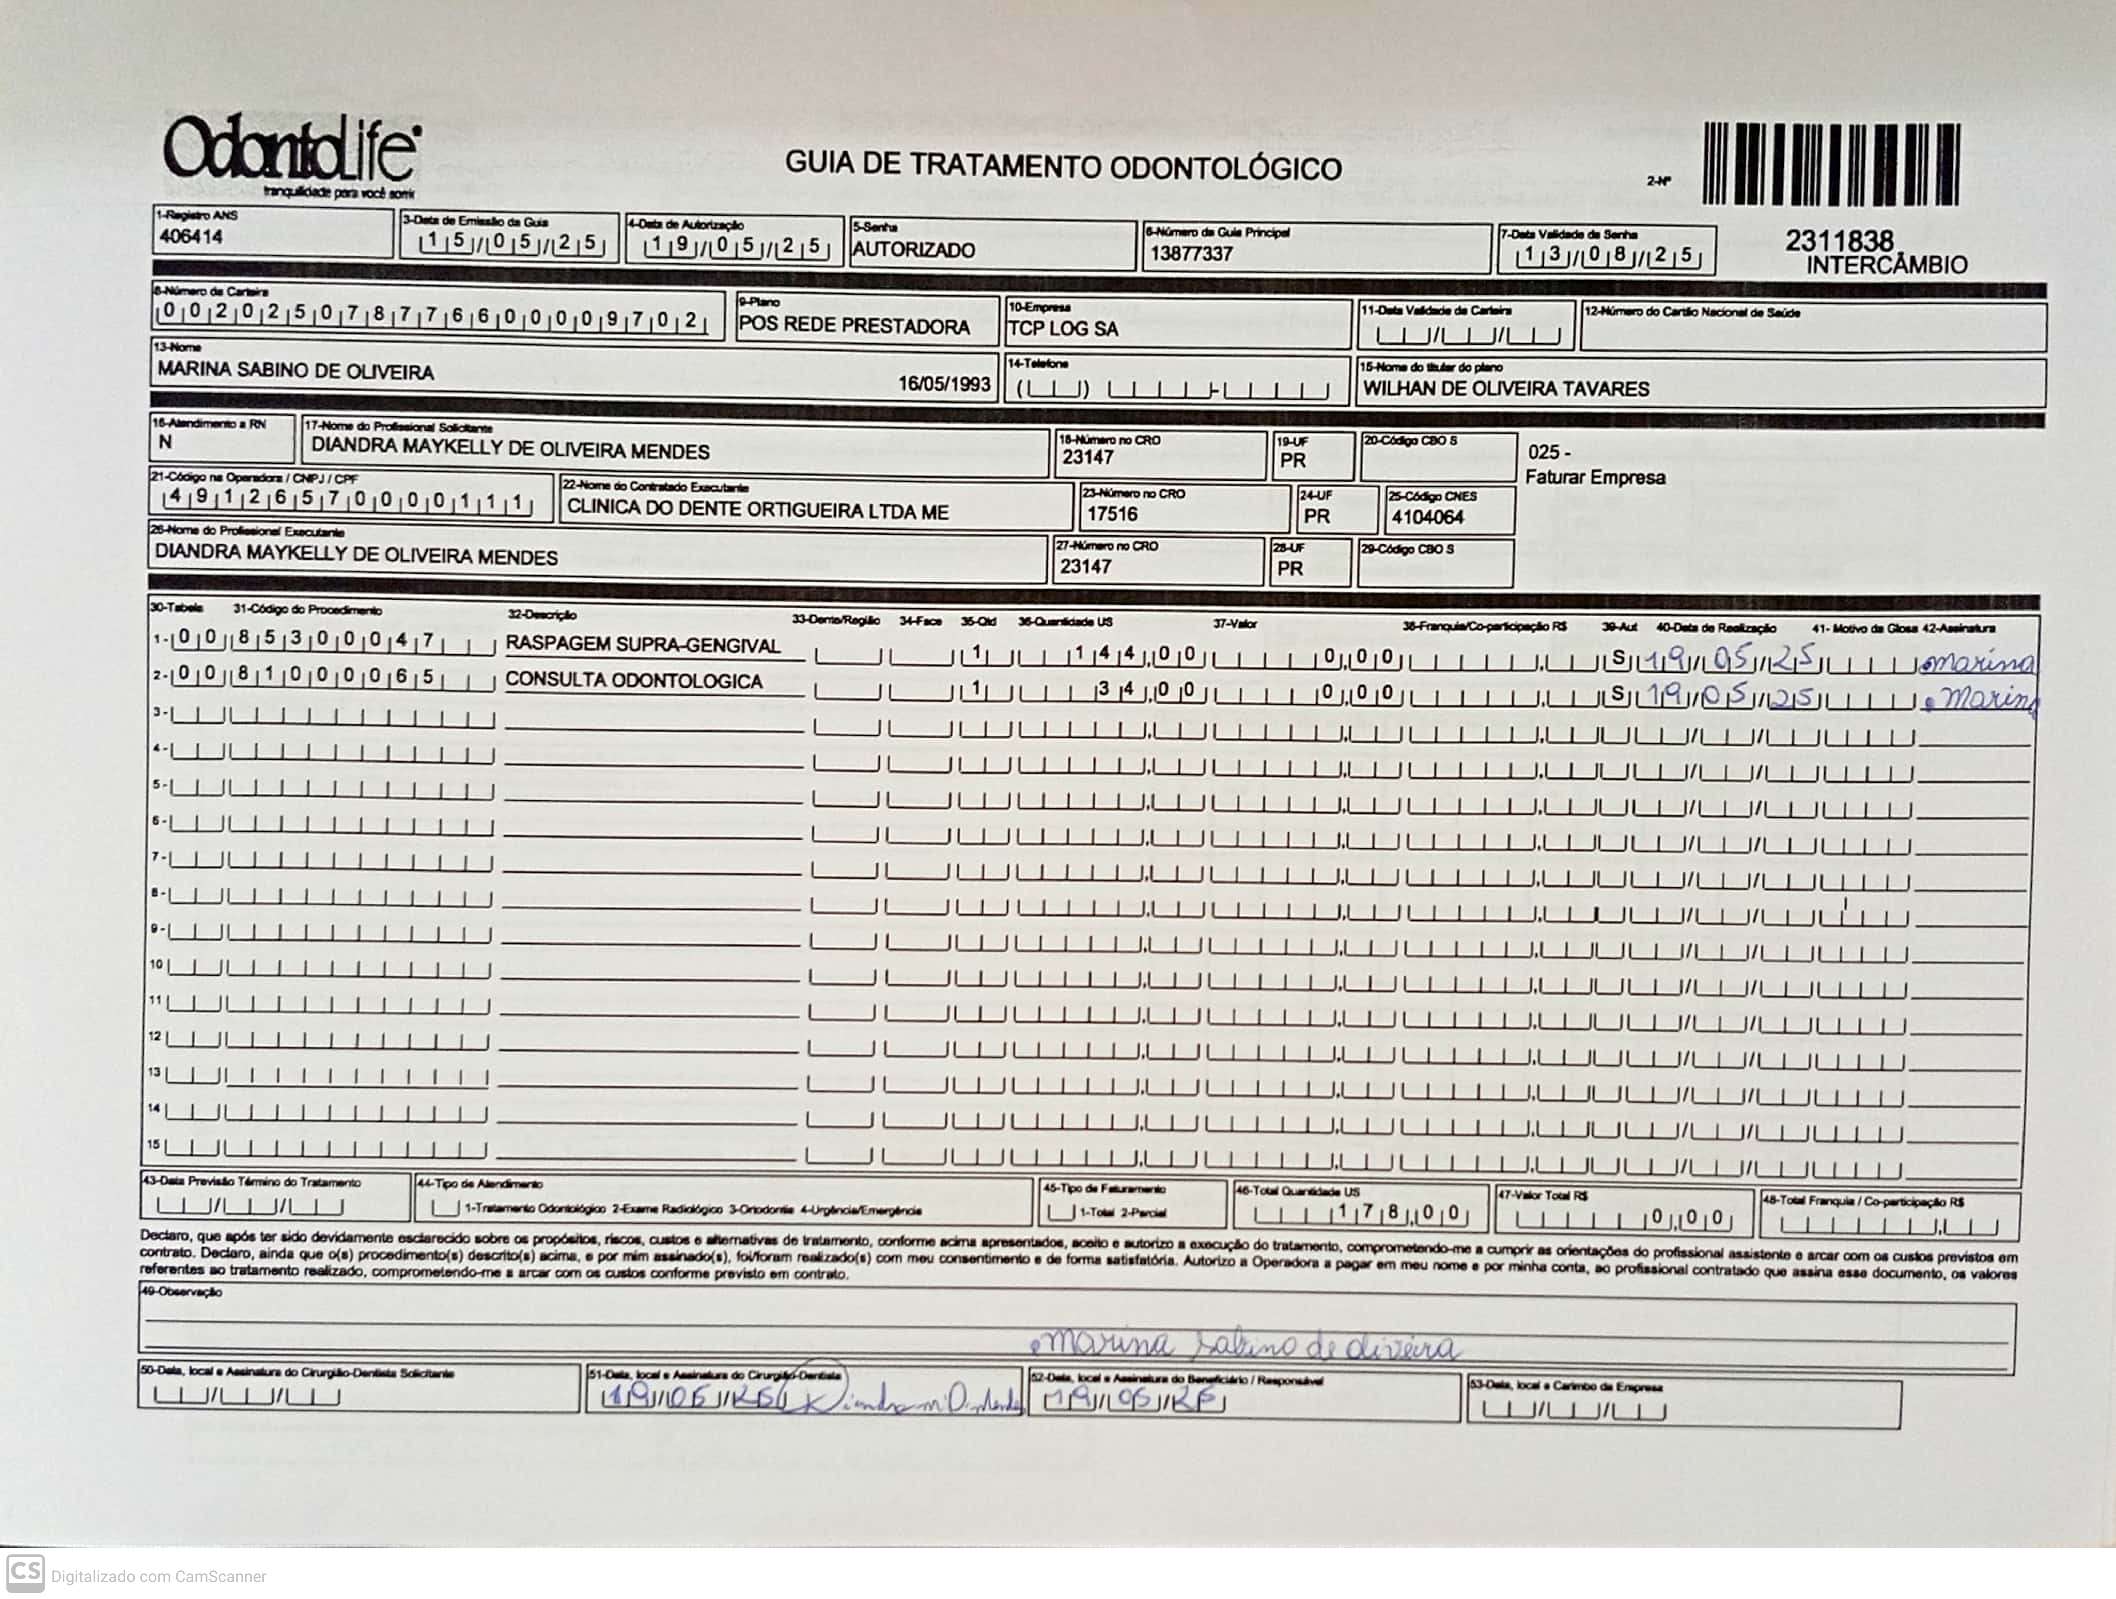 OdontoLife
tranquilidade para você sorrir
GUIA DE TRATAMENTO ODONTOLÓGICO
2-Nº
2311838
INTERCÂMBIO
1-Registro ANS
406414
3-Data de Emissão da Guia
15/05/25
4-Data de Autorização
19/05/25
5-Senha
AUTORIZADO
6-Número da Guia Principal
13877337
7-Data Validade da Senha
13/08/25
8-Número da Carteira
002025078776600009702
9-Plano
POS REDE PRESTADORA
10-Empresa
TCP LOG SA
11-Data Validade da Carteira
12-Número do Cartão Nacional de Saúde
13-Nome
MARINA SABINO DE OLIVEIRA 16/05/1993
14-Telefone
15-Nome do titular do plano
WILHAN DE OLIVEIRA TAVARES
16-Atendimento a RN
N
17-Nome do Profissional Solicitante
DIANDRA MAYKELLY DE OLIVEIRA MENDES
18-Número no CRO
23147
19-UF
PR
20-Código CBO S
025 -
Faturar Empresa
21-Código na Operadora / CNPJ / CPF
49126570000111
22-Nome do Contratado Executante
CLINICA DO DENTE ORTIGUEIRA LTDA ME
23-Número no CRO
17516
24-UF
PR
25-Código CNES
4104064
26-Nome do Profissional Executante
DIANDRA MAYKELLY DE OLIVEIRA MENDES
27-Número no CRO
23147
28-UF
PR
29-Código CBO S
30-Tabela 31-Código do Procedimento 32-Descrição 33-Dente/Região 34-Face 35-Qtd 36-Quantidade US 37-Valor 38-Franquia/Co-participação R$ 39-Aut 40-Data de Realização 41- Motivo da Glosa 42-Assinatura
1- 00 85300047 RASPAGEM SUPRA-GENGIVAL 1 144,00 0,00 S 19/05/25 Marina
2- 00 81000065 CONSULTA ODONTOLOGICA 1 34,00 0,00 S 19/05/25 Marina
3-
4-
5-
6-
7-
8-
9-
10
11
12
13
14
15
43-Data Previsão Término do Tratamento
44-Tipo de Atendimento
1-Tratamento Odontológico 2-Exame Radiológico 3-Ortodontia 4-Urgência/Emergência
45-Tipo de Faturamento
1-Total 2-Parcial
46-Total Quantidade US
178,00
47-Valor Total R$
0,00
48-Total Franquia / Co-participação R$
Declaro, que após ter sido devidamente esclarecido sobre os propósitos, riscos, custos e alternativas de tratamento, conforme acima apresentados, aceito e autorizo a execução do tratamento, comprometendo-me a cumprir as orientações do profissional assistente e arcar com os custos previstos em
contrato. Declaro, ainda que o(s) procedimento(s) descrito(s) acima, e por mim assinado(s), foi/foram realizado(s) com meu consentimento e de forma satisfatória. Autorizo a Operadora a pagar em meu nome e por minha conta, ao profissional contratado que assina esse documento, os valores
referentes ao tratamento realizado, comprometendo-me a arcar com os custos conforme previsto em contrato.
49-Observação
Marina Sabino de oliveira
50-Data, local e Assinatura do Cirurgião-Dentista Solicitante
51-Data, local e Assinatura do Cirurgião-Dentista
19/05/25
52-Data, local e Assinatura do Beneficiário / Responsável
19/05/25
53-Data, local e Carimbo da Empresa
CS Digitalizado com CamScanner